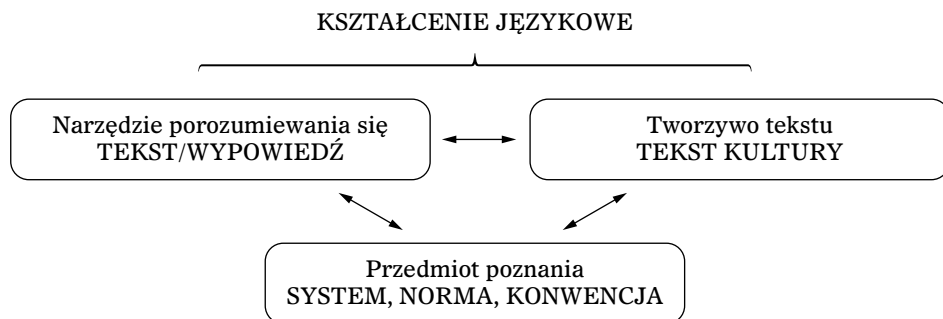 KSZTAŁCENIE JĘZYKOWE
Narzędzie porozumiewania się
TEKST/WYPOWIEDŹ
Tworzywo tekstu
TEKST KULTURY
Przedmiot poznania
SYSTEM, NORMA, KONWENCJA